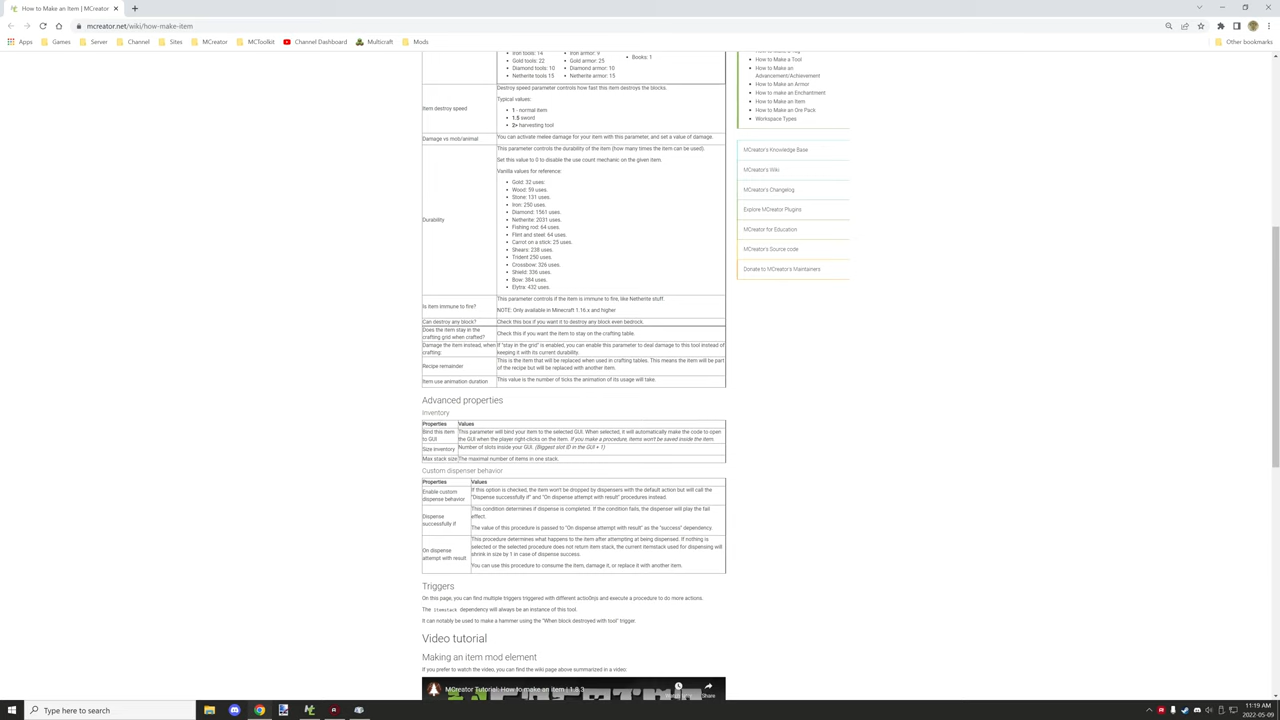 How to Make an Item | MCreator
mcreator.net/wiki/how-make-item
Apps
Games
Server
Channel
Sites
MCreator
MCToolkit
Channel Dashboard
Multicraft
Mods
Other bookmarks
Iron tools: 14
Gold tools: 22
Diamond tools: 10
Netherite tools 15
Iron armor: 9
Gold armor: 25
Diamond armor: 10
Netherite armor: 15
Books: 1
Item destroy speed
Destroy speed parameter controls how fast this item destroys the blocks.
Typical values:
1 - normal item
1.5 sword
2> harvesting tool
Damage vs mob/animal
You can activate melee damage for your item with this parameter, and set a value of damage.
Durability
This parameter controls the durability of the item (how many times the item can be used).
Set this value to 0 to disable the use count mechanic on the given item.
Vanilla values for reference:
Gold: 32 uses.
Wood: 59 uses.
Stone: 131 uses.
Iron: 250 uses.
Diamond: 1561 uses.
Netherite: 2031 uses.
Fishing rod: 64 uses.
Flint and steel: 64 uses.
Carrot on a stick: 25 uses.
Shears: 238 uses.
Trident 250 uses.
Crossbow: 326 uses.
Shield: 336 uses.
Bow: 384 uses.
Elytra: 432 uses.
Is item immune to fire?
This parameter controls if the item is immune to fire, like Netherite stuff.
NOTE: Only available in Minecraft 1.16.x and higher
Can destroy any block?
Check this box if you want it to destroy any block even bedrock.
Does the item stay in the
crafting grid when crafted?
Check this if you want the item to stay on the crafting table.
Damage the item instead, when
crafting:
If "stay in the grid" is enabled, you can enable this parameter to deal damage to this tool instead of
keeping it with its current durability.
Recipe remainder
This is the item that will be replaced when used in crafting tables. This means the item will be part
of the recipe but will be replaced with another item.
Item use animation duration
This value is the number of ticks the animation of its usage will take.
Advanced properties
Inventory
Properties
Values
Bind this item
to GUI
This parameter will bind your item to the selected GUI. When selected, it will automatically make the code to open
the GUI when the player right-clicks on the item. If you make a procedure, items won't be saved inside the item.
Size inventory
Number of slots inside your GUI. (Biggest slot ID in the GUI + 1)
Max stack size
The maximal number of items in one stack.
Custom dispenser behavior
Properties
Values
Enable custom
dispense behavior
If this option is checked, the item won't be dropped by dispensers with the default action but will call the
"Dispense successfully if" and "On dispense attempt with result" procedures instead.
Dispense
successfully if
This condition determines if dispense is completed. If the condition fails, the dispenser will play the fail
effect.
The value of this procedure is passed to "On dispense attempt with result" as the "success" dependency.
On dispense
attempt with result
This procedure determines what happens to the item after attempting at being dispensed. If nothing is
selected or the selected procedure does not return item stack, the current itemstack used for dispensing will
shrink in size by 1 in case of dispense success.
You can use this procedure to consume the item, damage it, or replace it with another item.
Triggers
On this page, you can find multiple triggers triggered with different actions and execute a procedure to do more actions.
The itemstack dependency will always be an instance of this tool.
It can notably be used to make a hammer using the "When block destroyed with tool" trigger.
Video tutorial
Making an item mod element
If you prefer to watch the video, you can find the wiki page above summarized in a video:
MCreator Tutorial: How to make an item | 1.8.3
Share
How to Make a Tool
How to Make an
Advancement/Achievement
How to Make an Armor
How to make an Enchantment
How to Make an Item
How to Make an Ore Pack
Workspace Types
MCreator's Knowledge Base
MCreator's Wiki
MCreator's Changelog
Explore MCreator Plugins
MCreator for Education
MCreator's Source code
Donate to MCreator's Maintainers
Type here to search
11:19 AM
2022-05-09